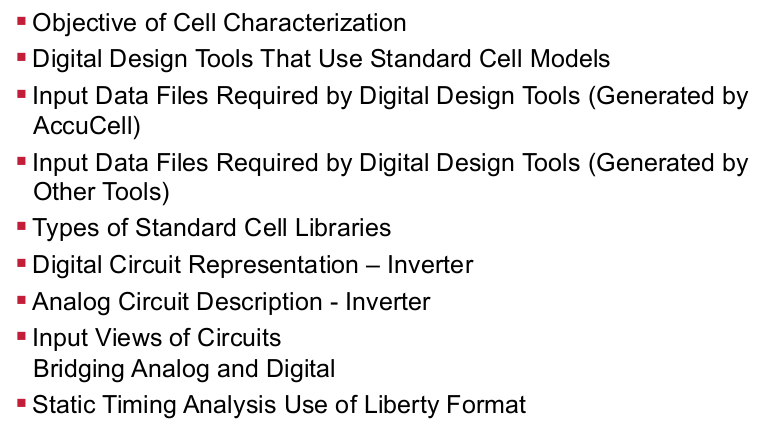 ▪ Objective of Cell Characterization
▪ Digital Design Tools That Use Standard Cell Models
▪ Input Data Files Required by Digital Design Tools (Generated by
AccuCell)
▪ Input Data Files Required by Digital Design Tools (Generated by
Other Tools)
▪ Types of Standard Cell Libraries
▪ Digital Circuit Representation – Inverter
▪ Analog Circuit Description - Inverter
▪ Input Views of Circuits
Bridging Analog and Digital
▪ Static Timing Analysis Use of Liberty Format